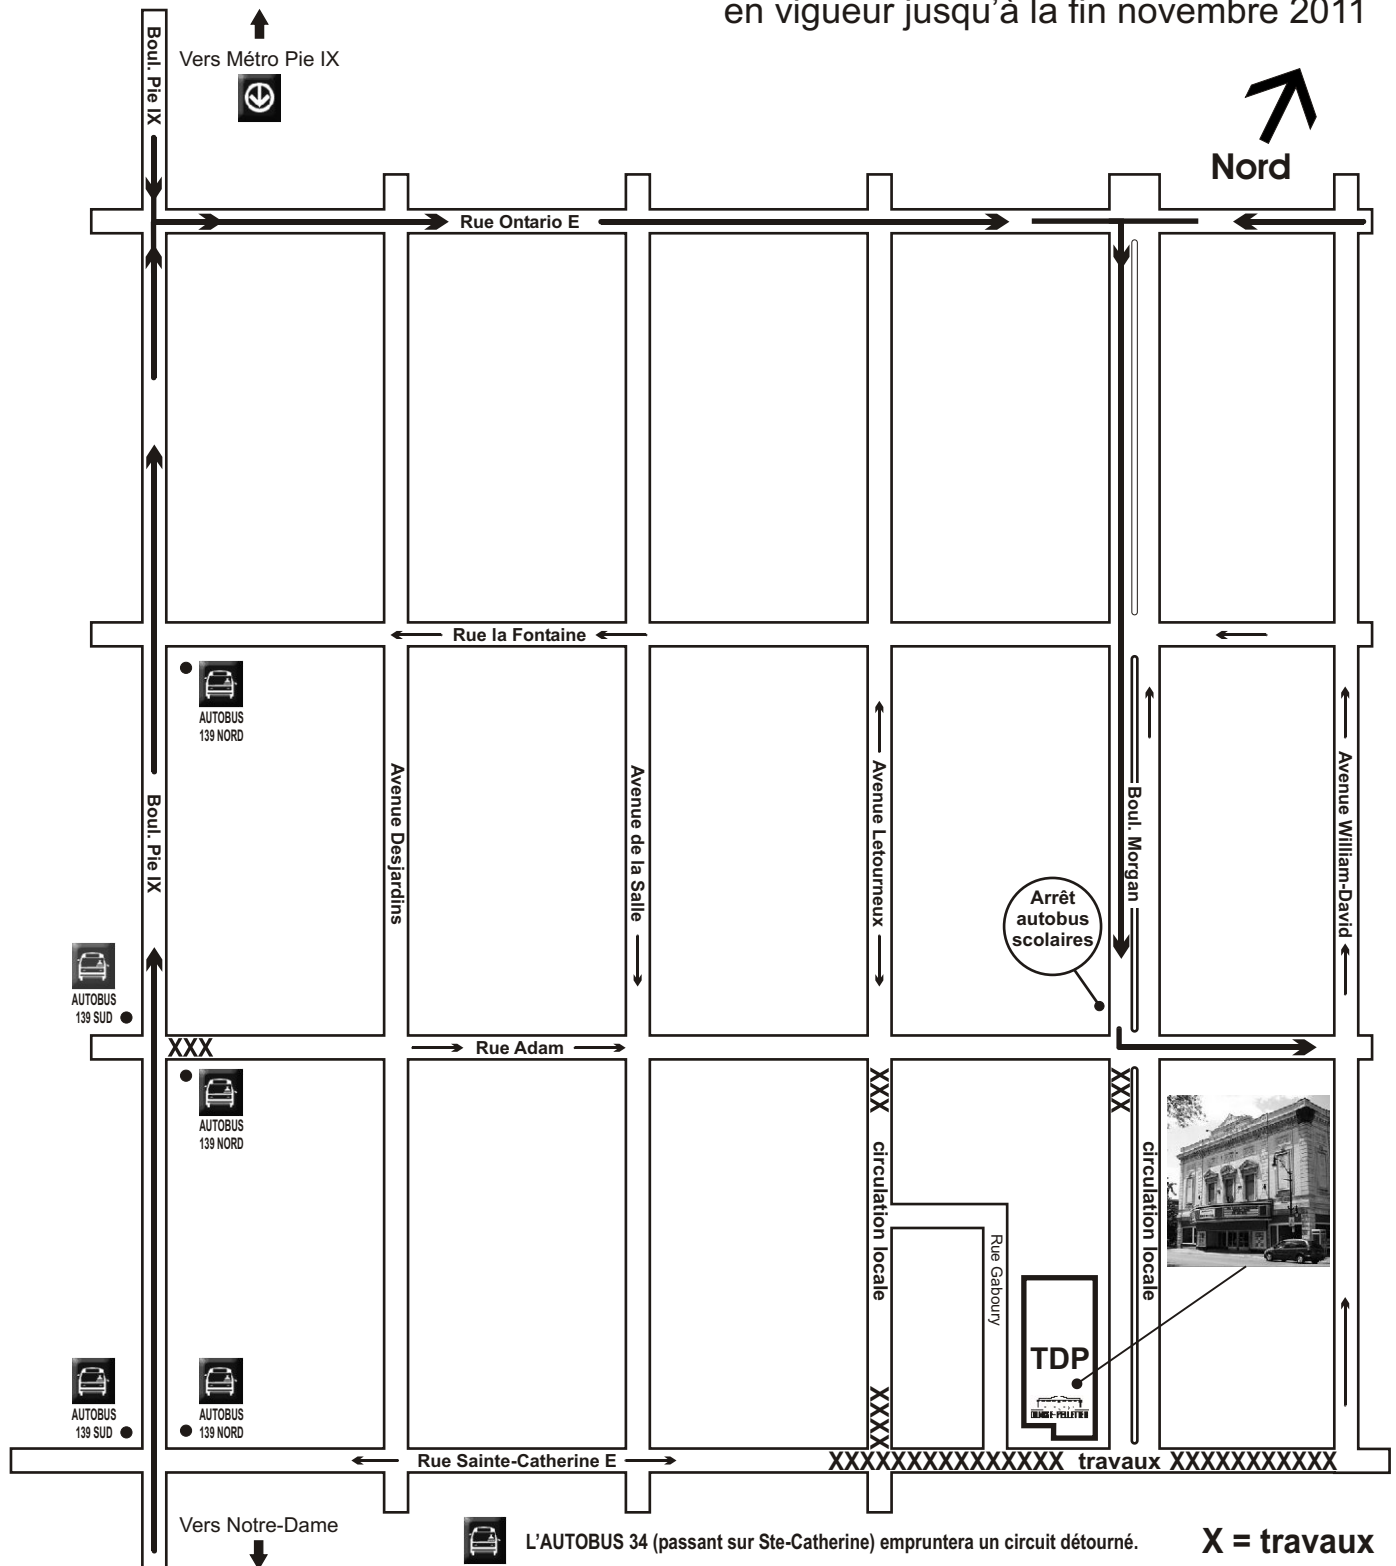 en vigueur jusqu'à la fin novembre 2011
Boul. Pie IX
Vers Métro Pie IX
Nord
Rue Ontario E
Rue la Fontaine
AUTOBUS
139 NORD
Boul. Pie IX
Avenue Desjardins
Avenue de la Salle
Avenue Letourneux
Boul. Morgan
Avenue William-David
Arrêt
autobus
scolaires
AUTOBUS
139 SUD
XXX
Rue Adam
AUTOBUS
139 NORD
XXX
XXX
circulation locale
circulation locale
Rue Gaboury
TDP
DENISE-PELLETIER
AUTOBUS
139 SUD
AUTOBUS
139 NORD
XXXX
Rue Sainte-Catherine E
XXXXXXXXXXXXXXX travaux XXXXXXXXXXX
Vers Notre-Dame
L'AUTOBUS 34 (passant sur Ste-Catherine) empruntera un circuit détourné.
X = travaux